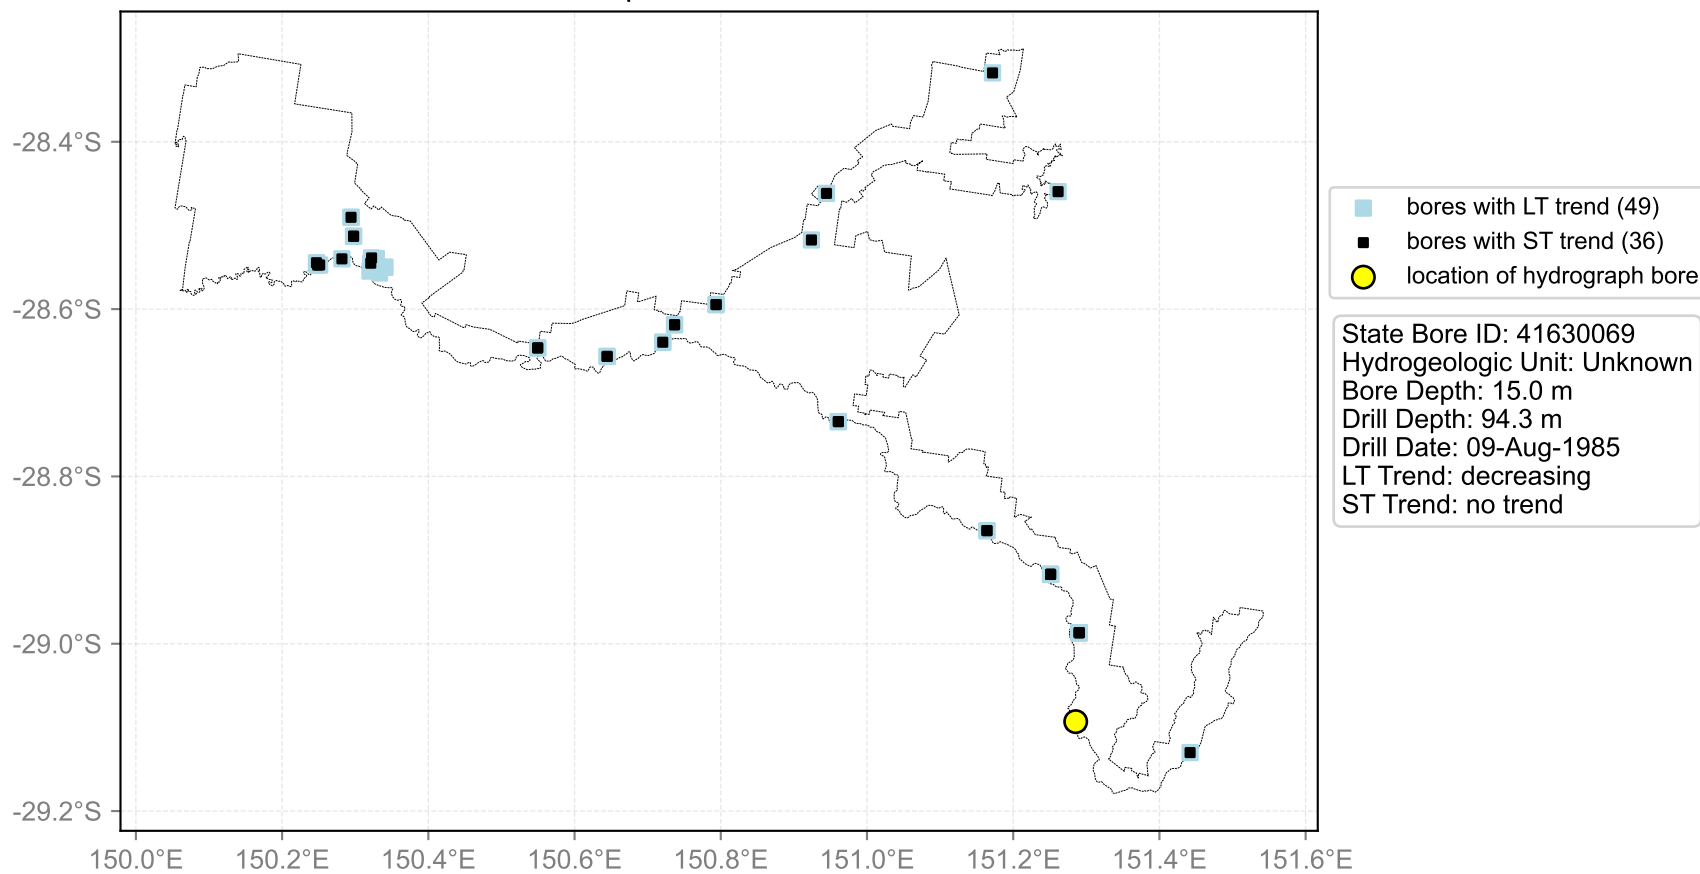 -28.4°S
-28.6°S
-28.8°S
-29.0°S
-29.2°S
150.0°E
150.2°E
150.4°E
150.6°E
150.8°E
151.0°E
151.2°E
151.4°E
151.6°E
bores with LT trend (49)
bores with ST trend (36)
location of hydrograph bore
State Bore ID: 41630069
Hydrogeologic Unit: Unknown
Bore Depth: 15.0 m
Drill Depth: 94.3 m
Drill Date: 09-Aug-1985
LT Trend: decreasing
ST Trend: no trend